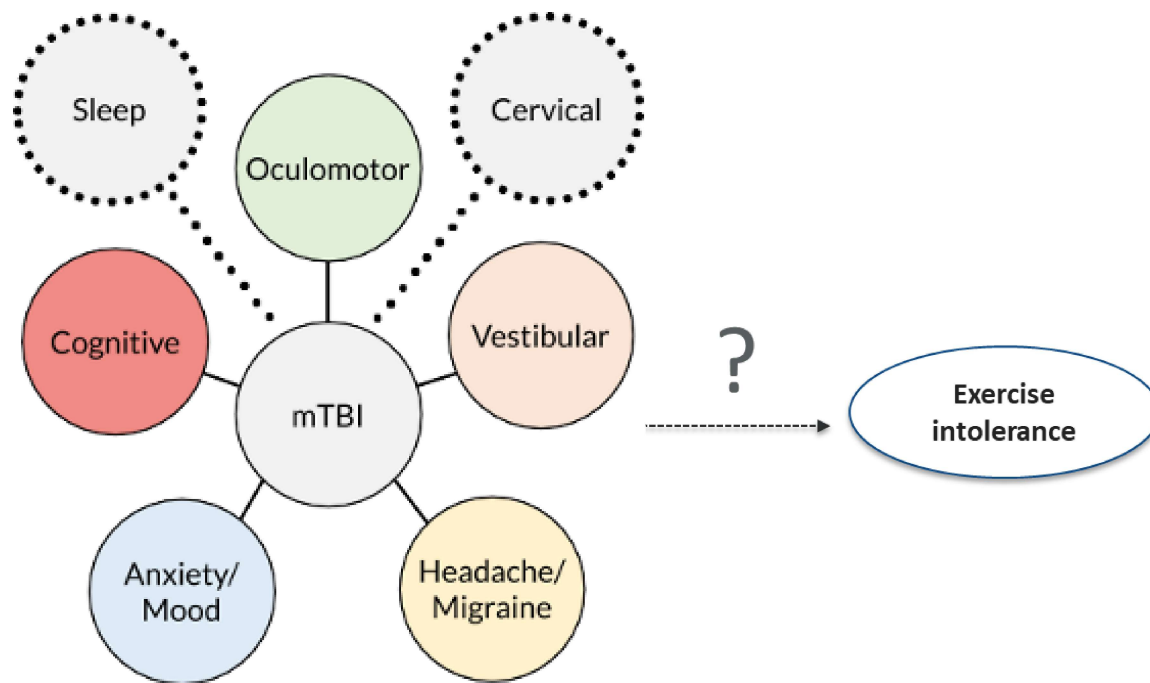 Sleep
Cervical
Oculomotor
Cognitive
Vestibular
mTBI
?
Exercise
intolerance
Anxiety/
Mood
Headache/
Migraine